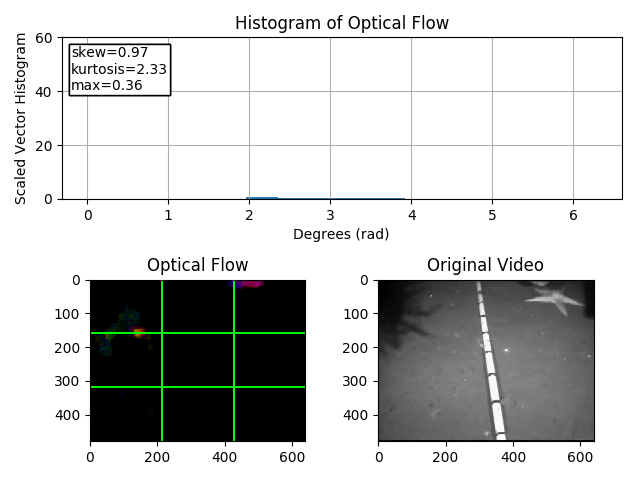 Histogram of Optical Flow
Scaled Vector Histogram
60
40
20
0
skew=0.97
kurtosis=2.33
max=0.36
0 1 2 3 4 5 6
Degrees (rad)
Optical Flow
0
100
200
300
400
0 200 400 600
Original Video
0
100
200
300
400
0 200 400 600